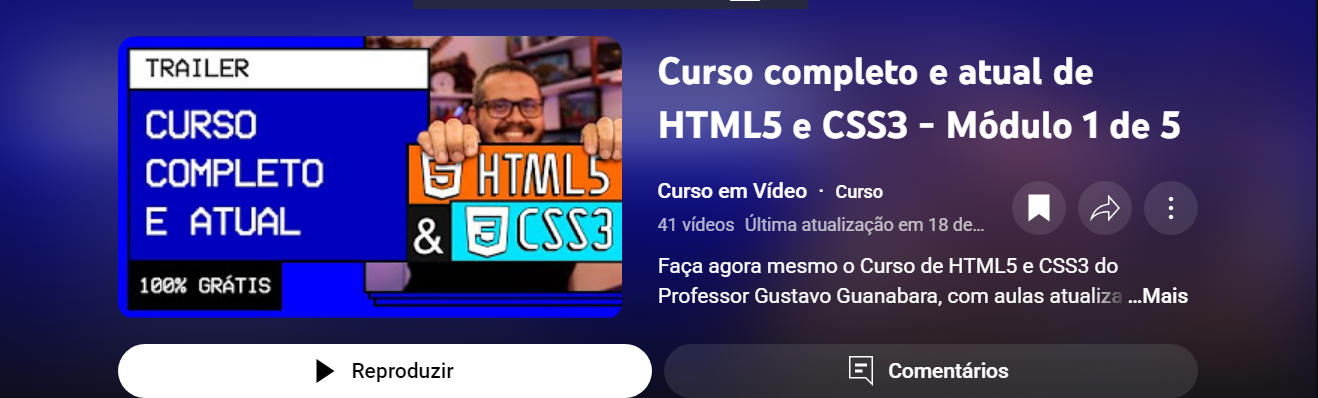 TRAILER
CURSO
COMPLETO
E ATUAL
100% GRÁTIS
HTML5
& CSS3
Curso completo e atual de
HTML5 e CSS3 - Módulo 1 de 5
Curso em Vídeo · Curso
41 vídeos Última atualização em 18 de...
Faça agora mesmo o Curso de HTML5 e CSS3 do
Professor Gustavo Guanabara, com aulas atualiza ...Mais
Reproduzir
Comentários